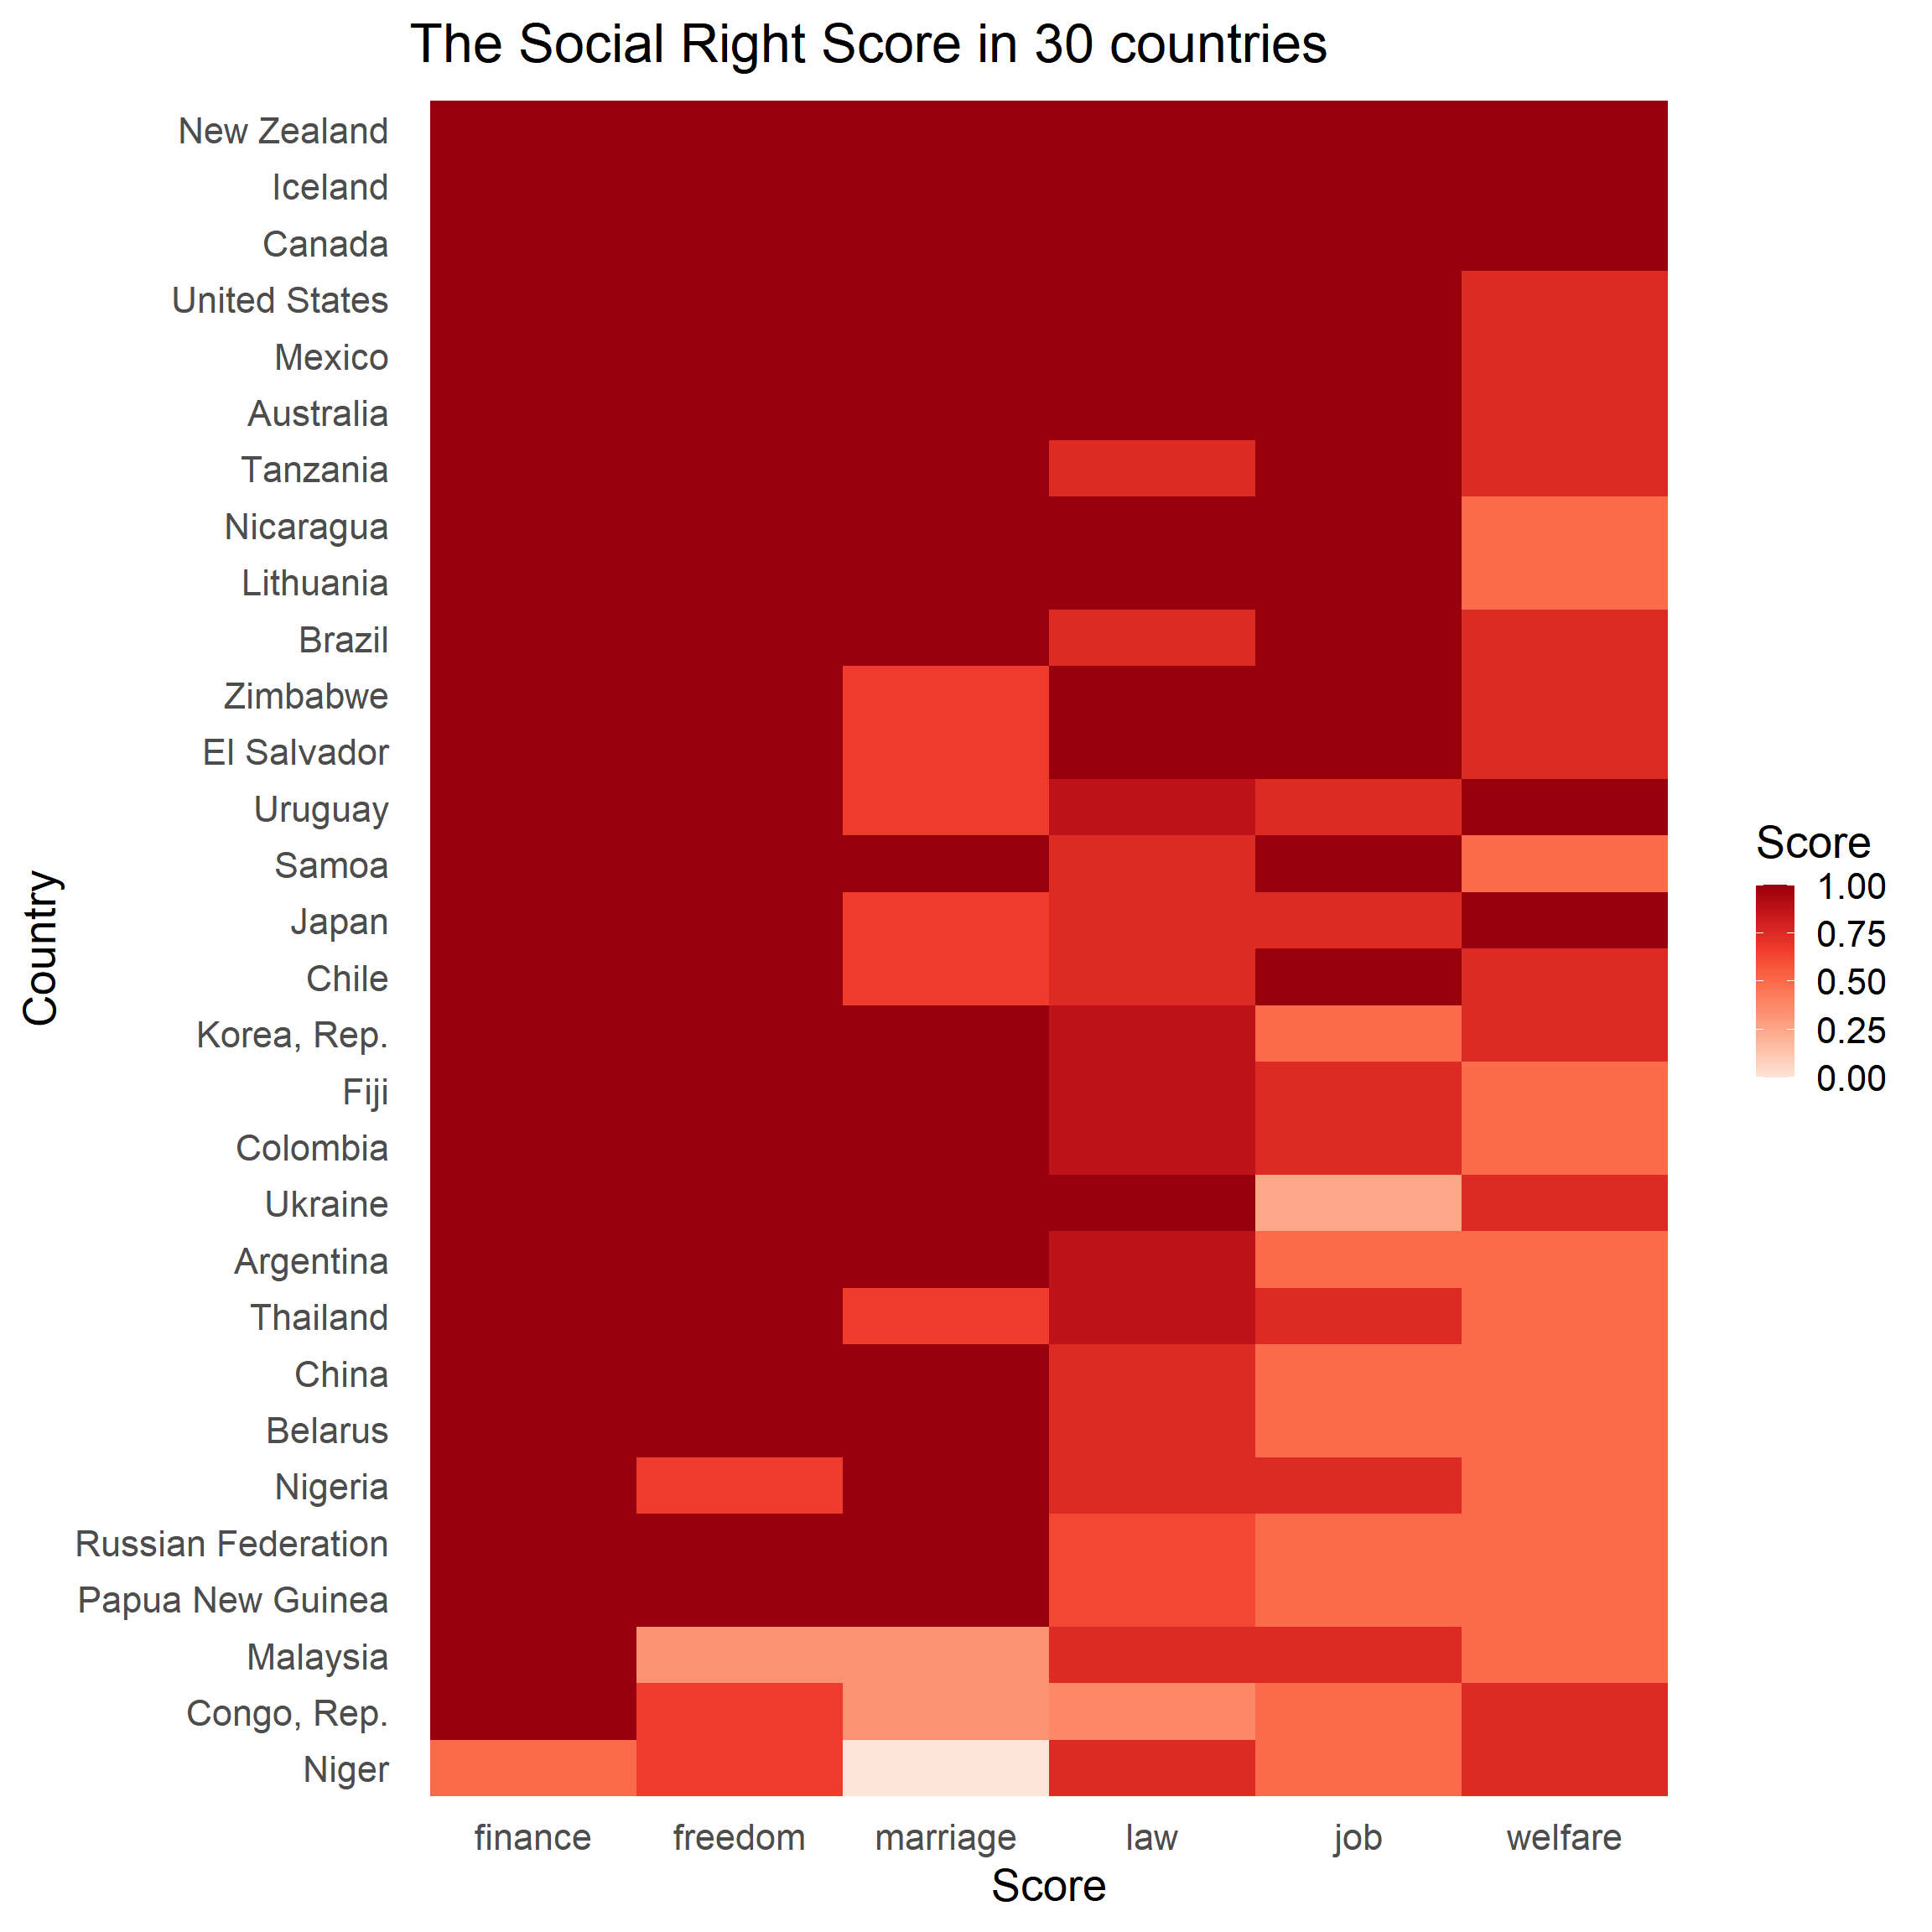 The Social Right Score in 30 countries
New Zealand
Iceland
Canada
United States
Mexico
Australia
Tanzania
Nicaragua
Lithuania
Brazil
Zimbabwe
El Salvador
Uruguay
Samoa
Japan
Chile
Korea, Rep.
Fiji
Colombia
Ukraine
Argentina
Thailand
China
Belarus
Nigeria
Russian Federation
Papua New Guinea
Malaysia
Congo, Rep.
Niger
Country
finance freedom marriage law job welfare
Score
Score
1.00
0.75
0.50
0.25
0.00